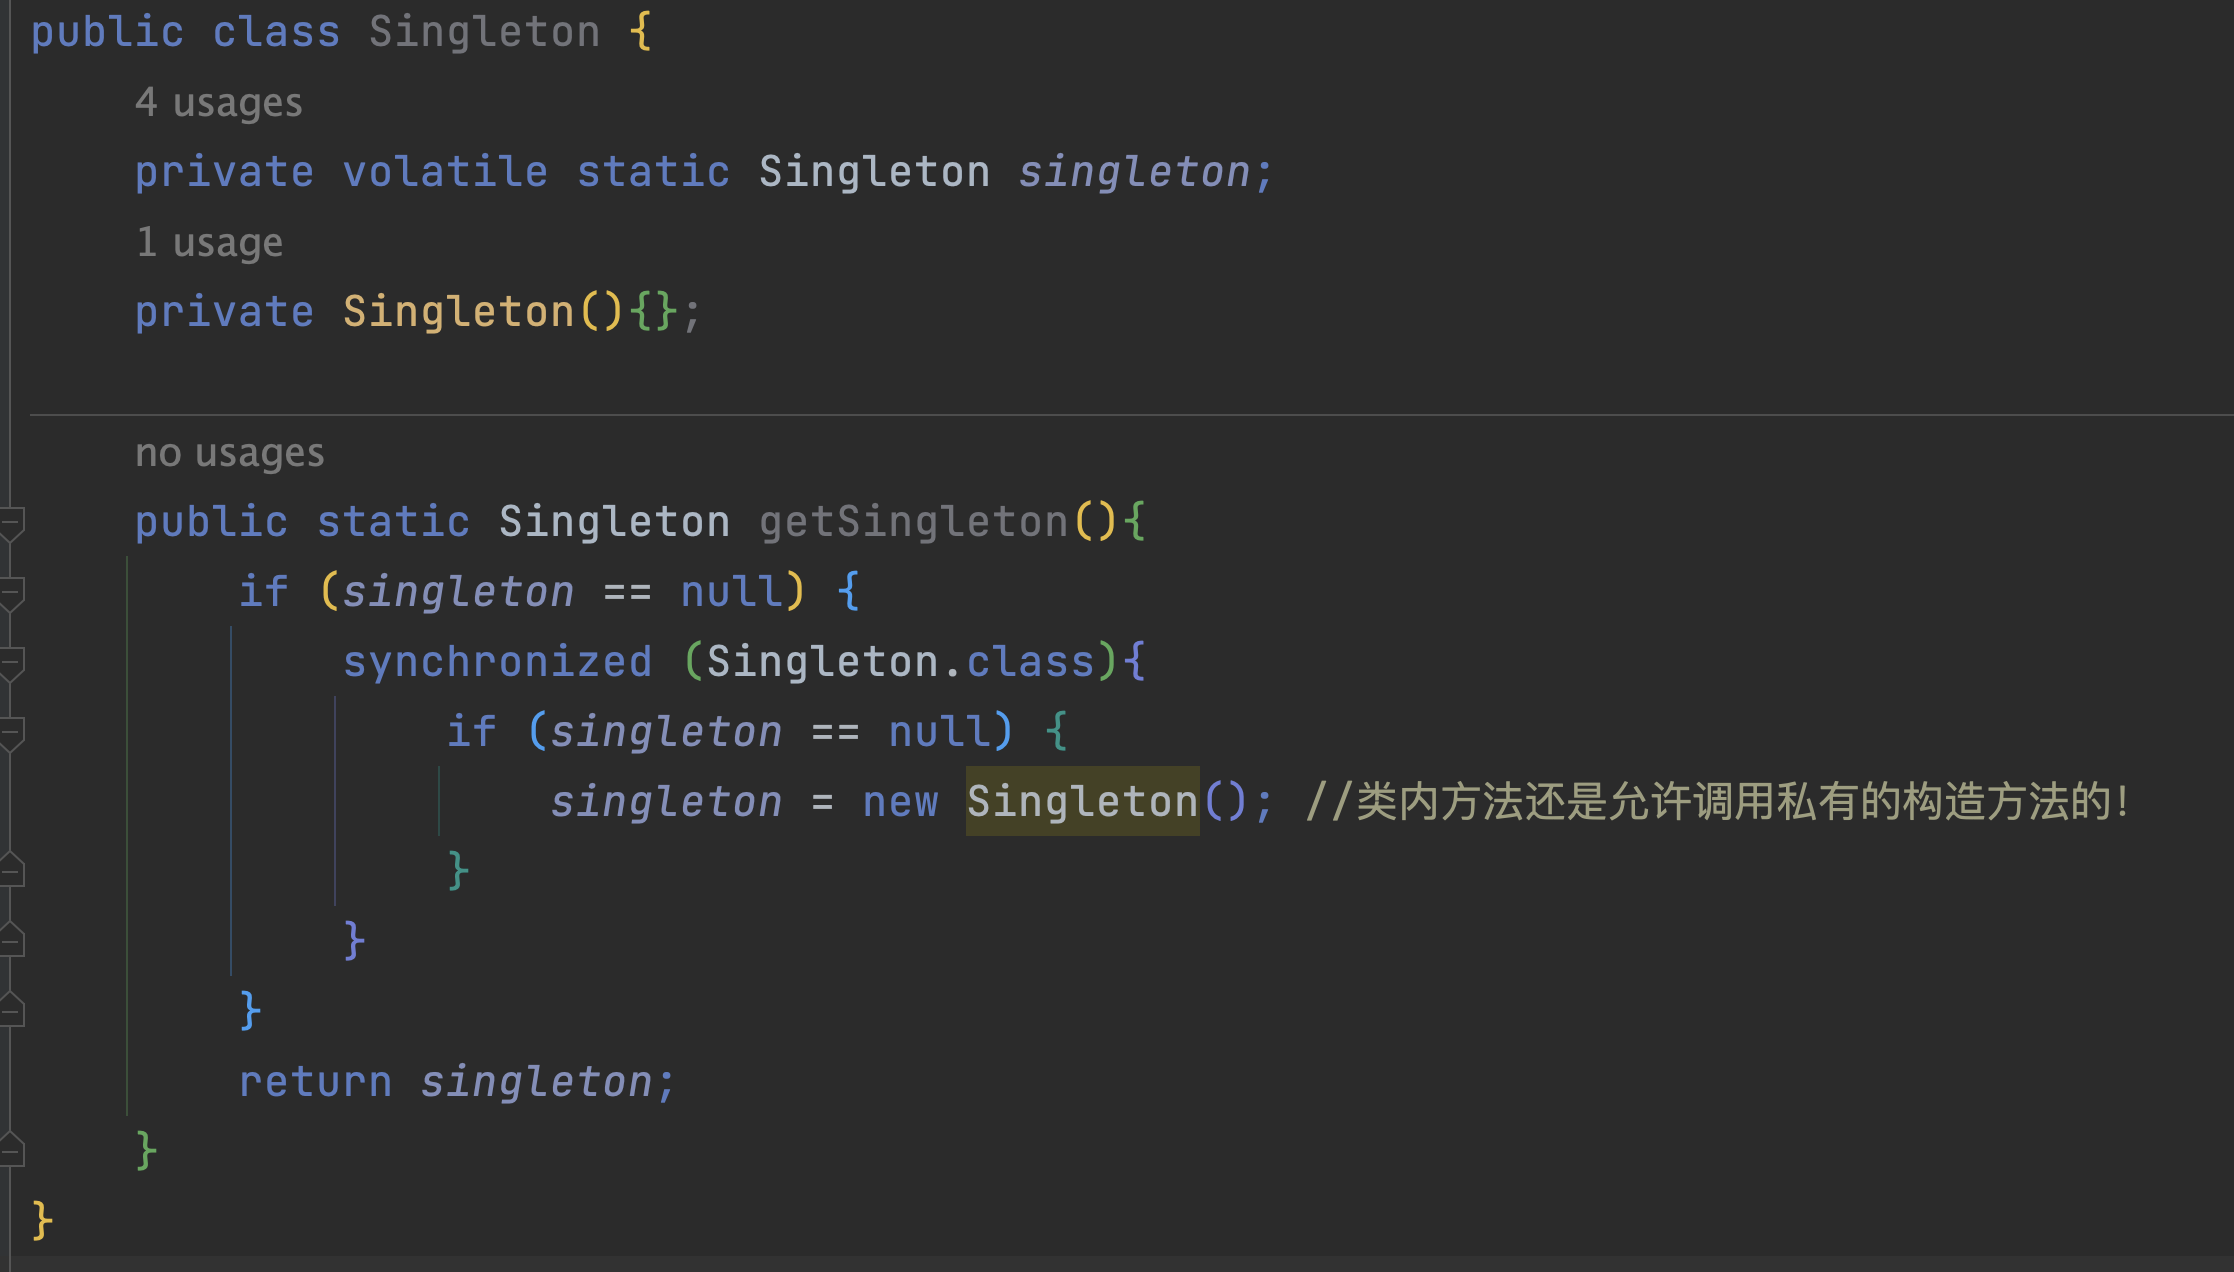 public class Singleton {
4 usages
private volatile static Singleton singleton;
1 usage
private Singleton(){};
no usages
public static Singleton getSingleton(){
if (singleton == null) {
synchronized (Singleton.class){
if (singleton == null) {
singleton = new Singleton(); //类内方法还是允许调用私有的构造方法的!
}
}
}
return singleton;
}
}